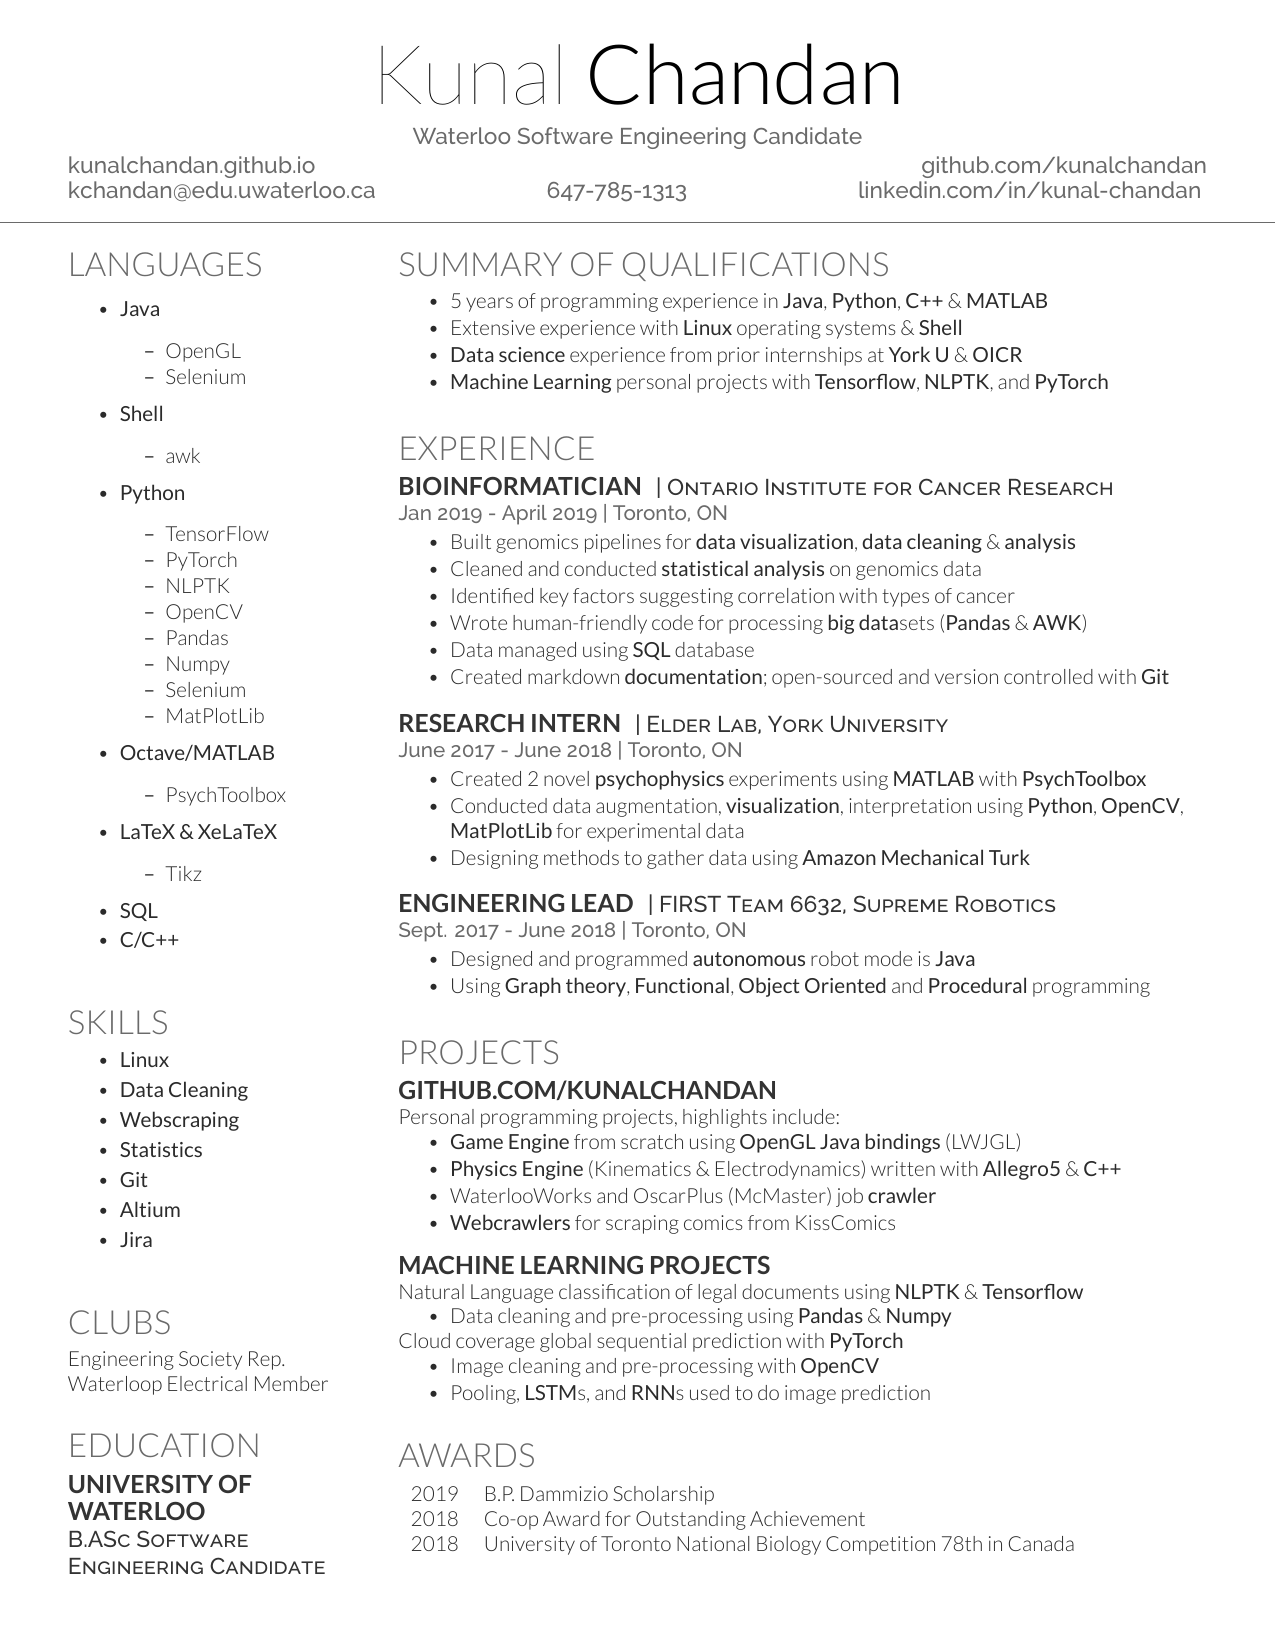 Kunal Chandan
Waterloo Software Engineering Candidate
kunalchandan.github.io
github.com/kunalchandan
kchandan@edu.uwaterloo.ca
647-785-1313
linkedin.com/in/kunal-chandan
LANGUAGES
• Java
– OpenGL
– Selenium
• Shell
– awk
• Python
– TensorFlow
– PyTorch
– NLPTK
– OpenCV
– Pandas
– Numpy
– Selenium
– MatPlotLib
• Octave/MATLAB
– PsychToolbox
• LaTeX & XeLaTeX
– Tikz
• SQL
• C/C++
SKILLS
• Linux
• Data Cleaning
• Webscraping
• Statistics
• Git
• Altium
• Jira
CLUBS
Engineering Society Rep.
Waterloop Electrical Member
EDUCATION
UNIVERSITY OF
WATERLOO
B.ASc Software
Engineering Candidate
SUMMARY OF QUALIFICATIONS
• 5 years of programming experience in Java, Python, C++ & MATLAB
• Extensive experience with Linux operating systems & Shell
• Data science experience from prior internships at York U & OICR
• Machine Learning personal projects with Tensorflow, NLPTK, and PyTorch
EXPERIENCE
BIOINFORMATICIAN | Ontario Institute for Cancer Research
Jan 2019 - April 2019 | Toronto, ON
• Built genomics pipelines for data visualization, data cleaning & analysis
• Cleaned and conducted statistical analysis on genomics data
• Identified key factors suggesting correlation with types of cancer
• Wrote human-friendly code for processing big datasets (Pandas & AWK)
• Data managed using SQL database
• Created markdown documentation; open-sourced and version controlled with Git
RESEARCH INTERN | Elder Lab, York University
June 2017 - June 2018 | Toronto, ON
• Created 2 novel psychophysics experiments using MATLAB with PsychToolbox
• Conducted data augmentation, visualization, interpretation using Python, OpenCV,
MatPlotLib for experimental data
• Designing methods to gather data using Amazon Mechanical Turk
ENGINEERING LEAD | FIRST Team 6632, Supreme Robotics
Sept. 2017 - June 2018 | Toronto, ON
• Designed and programmed autonomous robot mode is Java
• Using Graph theory, Functional, Object Oriented and Procedural programming
PROJECTS
GITHUB.COM/KUNALCHANDAN
Personal programming projects, highlights include:
• Game Engine from scratch using OpenGL Java bindings (LWJGL)
• Physics Engine (Kinematics & Electrodynamics) written with Allegro5 & C++
• WaterlooWorks and OscarPlus (McMaster) job crawler
• Webcrawlers for scraping comics from KissComics
MACHINE LEARNING PROJECTS
Natural Language classification of legal documents using NLPTK & Tensorflow
• Data cleaning and pre-processing using Pandas & Numpy
Cloud coverage global sequential prediction with PyTorch
• Image cleaning and pre-processing with OpenCV
• Pooling, LSTMs, and RNNs used to do image prediction
AWARDS
2019 B.P. Dammizio Scholarship
2018 Co-op Award for Outstanding Achievement
2018 University of Toronto National Biology Competition 78th in Canada